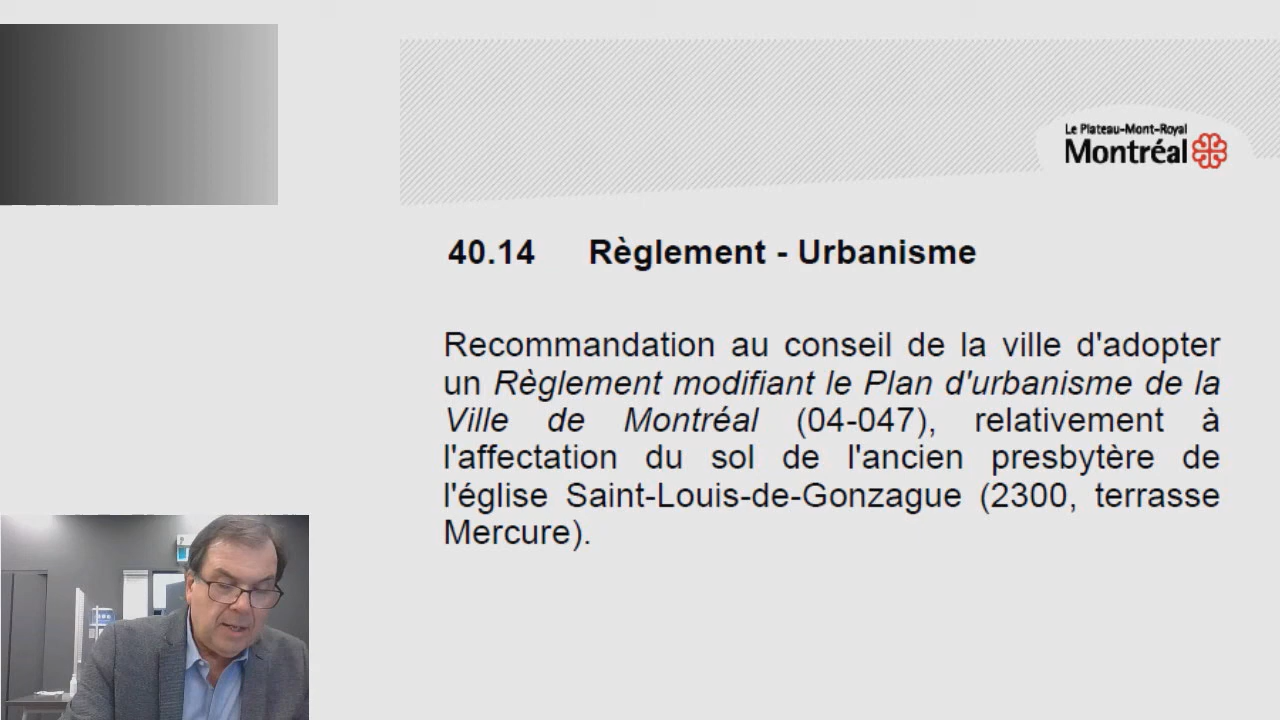 Le Plateau-Mont-Royal
Montréal
40.14 Règlement - Urbanisme
Recommandation au conseil de la ville d'adopter
un Règlement modifiant le Plan d'urbanisme de la
Ville de Montréal (04-047), relativement à
l'affectation du sol de l'ancien presbytère de
l'église Saint-Louis-de-Gonzague (2300, terrasse
Mercure).